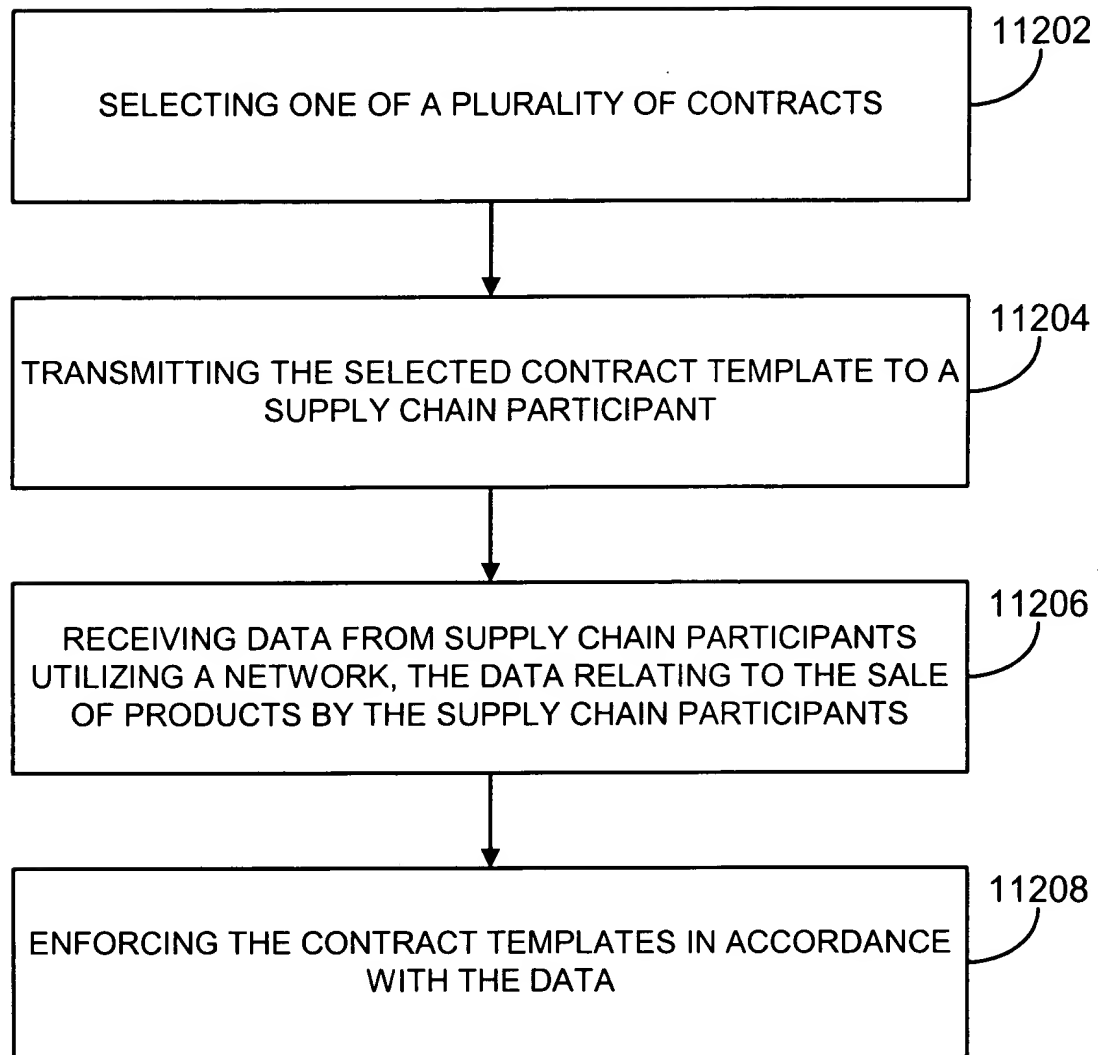 11202
SELECTING ONE OF A PLURALITY OF CONTRACTS
11204
TRANSMITTING THE SELECTED CONTRACT TEMPLATE TO A
SUPPLY CHAIN PARTICIPANT
11206
RECEIVING DATA FROM SUPPLY CHAIN PARTICIPANTS
UTILIZING A NETWORK, THE DATA RELATING TO THE SALE
OF PRODUCTS BY THE SUPPLY CHAIN PARTICIPANTS
11208
ENFORCING THE CONTRACT TEMPLATES IN ACCORDANCE
WITH THE DATA